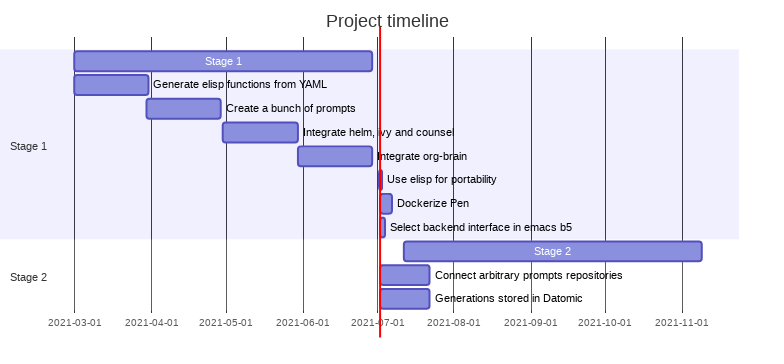 Project timeline
Stage 1
Generate elisp functions from YAML
Create a bunch of prompts
Integrate helm, ivy and counsel
Stage 1
Integrate org-brain
Use elisp for portability
Dockerize Pen
Select backend interface in emacs b5
Stage 2
Stage 2
Connect arbitrary prompts repositories
Generations stored in Datomic
2021-03-01 2021-04-01 2021-05-01 2021-06-01 2021-07-01 2021-08-01 2021-09-01 2021-10-01 2021-11-01